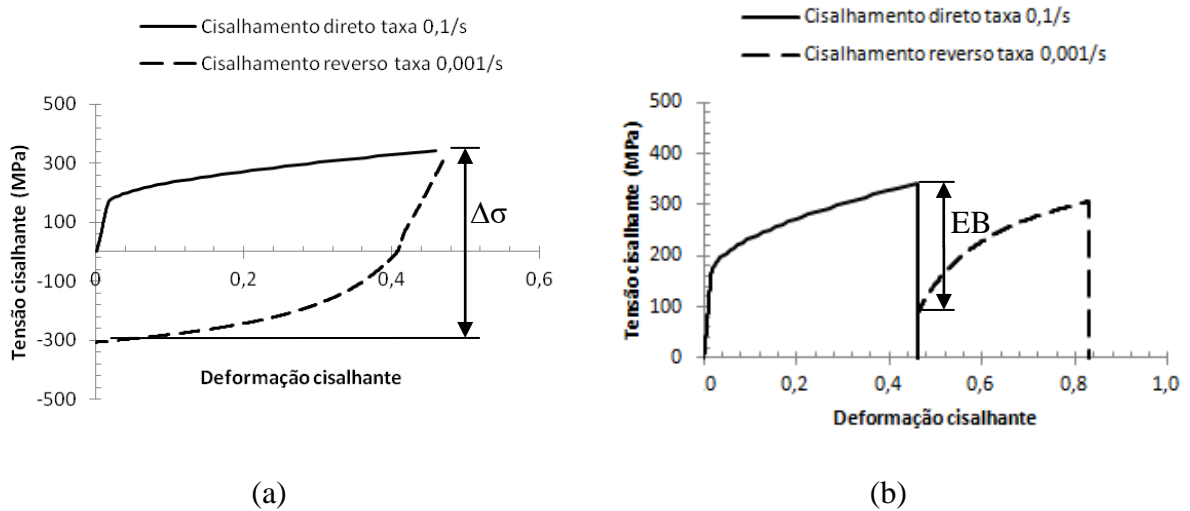 Cisalhamento direto taxa 0,1/s
Cisalhamento reverso taxa 0,001/s
Tensão cisalhante (MPa)
500
300
100
-100
-300
-500
0
0,2
0,4
0,6
Δσ
Deformação cisalhante
(a)
Cisalhamento direto taxa 0,1/s
Cisalhamento reverso taxa 0,001/s
Tensão cisalhante (MPa)
500
400
300
200
100
0
0
0,2
0,4
0,6
0,8
1,0
EB
Deformação cisalhante
(b)